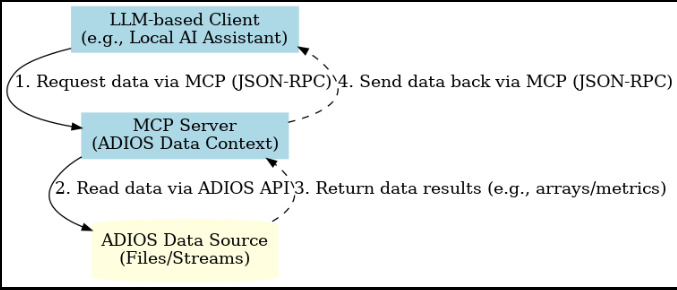 LLM-based Client
(e.g., Local AI Assistant)
1. Request data via MCP (JSON-RPC)
4. Send data back via MCP (JSON-RPC)
MCP Server
(ADIOS Data Context)
2. Read data via ADIOS API
3. Return data results (e.g., arrays/metrics)
ADIOS Data Source
(Files/Streams)